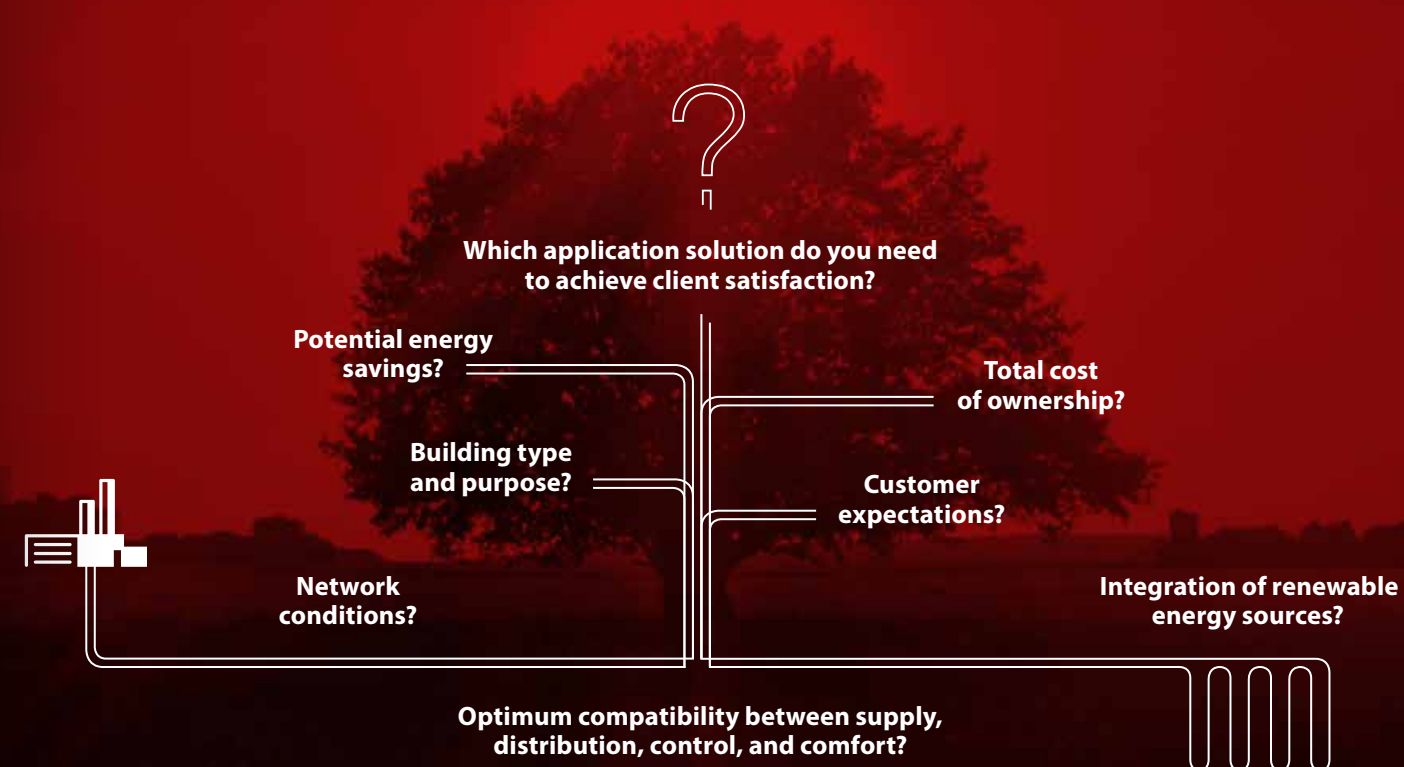 ?
Which application solution do you need
to achieve client satisfaction?
Potential energy
savings?
Total cost
of ownership?
Building type
and purpose?
Customer
expectations?
Network
conditions?
Integration of renewable
energy sources?
Optimum compatibility between supply,
distribution, control, and comfort?